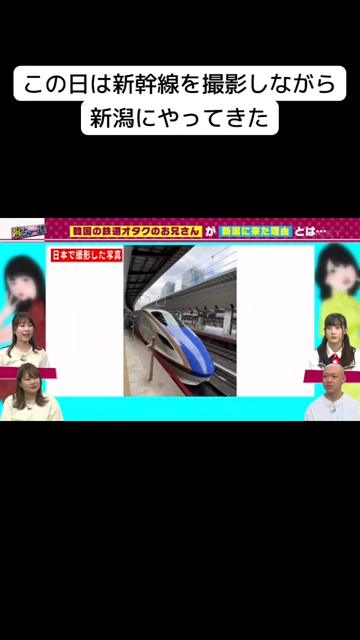 この日は新幹線を撮影しながら
新潟にやってきた
韓国の鉄道オタクのお兄さん が 新潟に来た理由 とは…
日本で撮影した写真